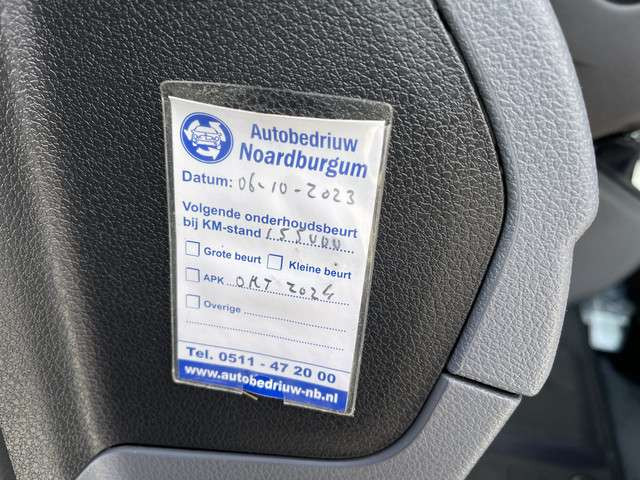 Autobedriuw
Noardburgum
Datum: 06-10-2023
Volgende onderhoudsbeurt
bij KM-stand
Grote beurt Kleine beurt
APK OKT 2024
Overige
Tel. 0511 - 47 20 00
www.autobedriuw-nb.nl